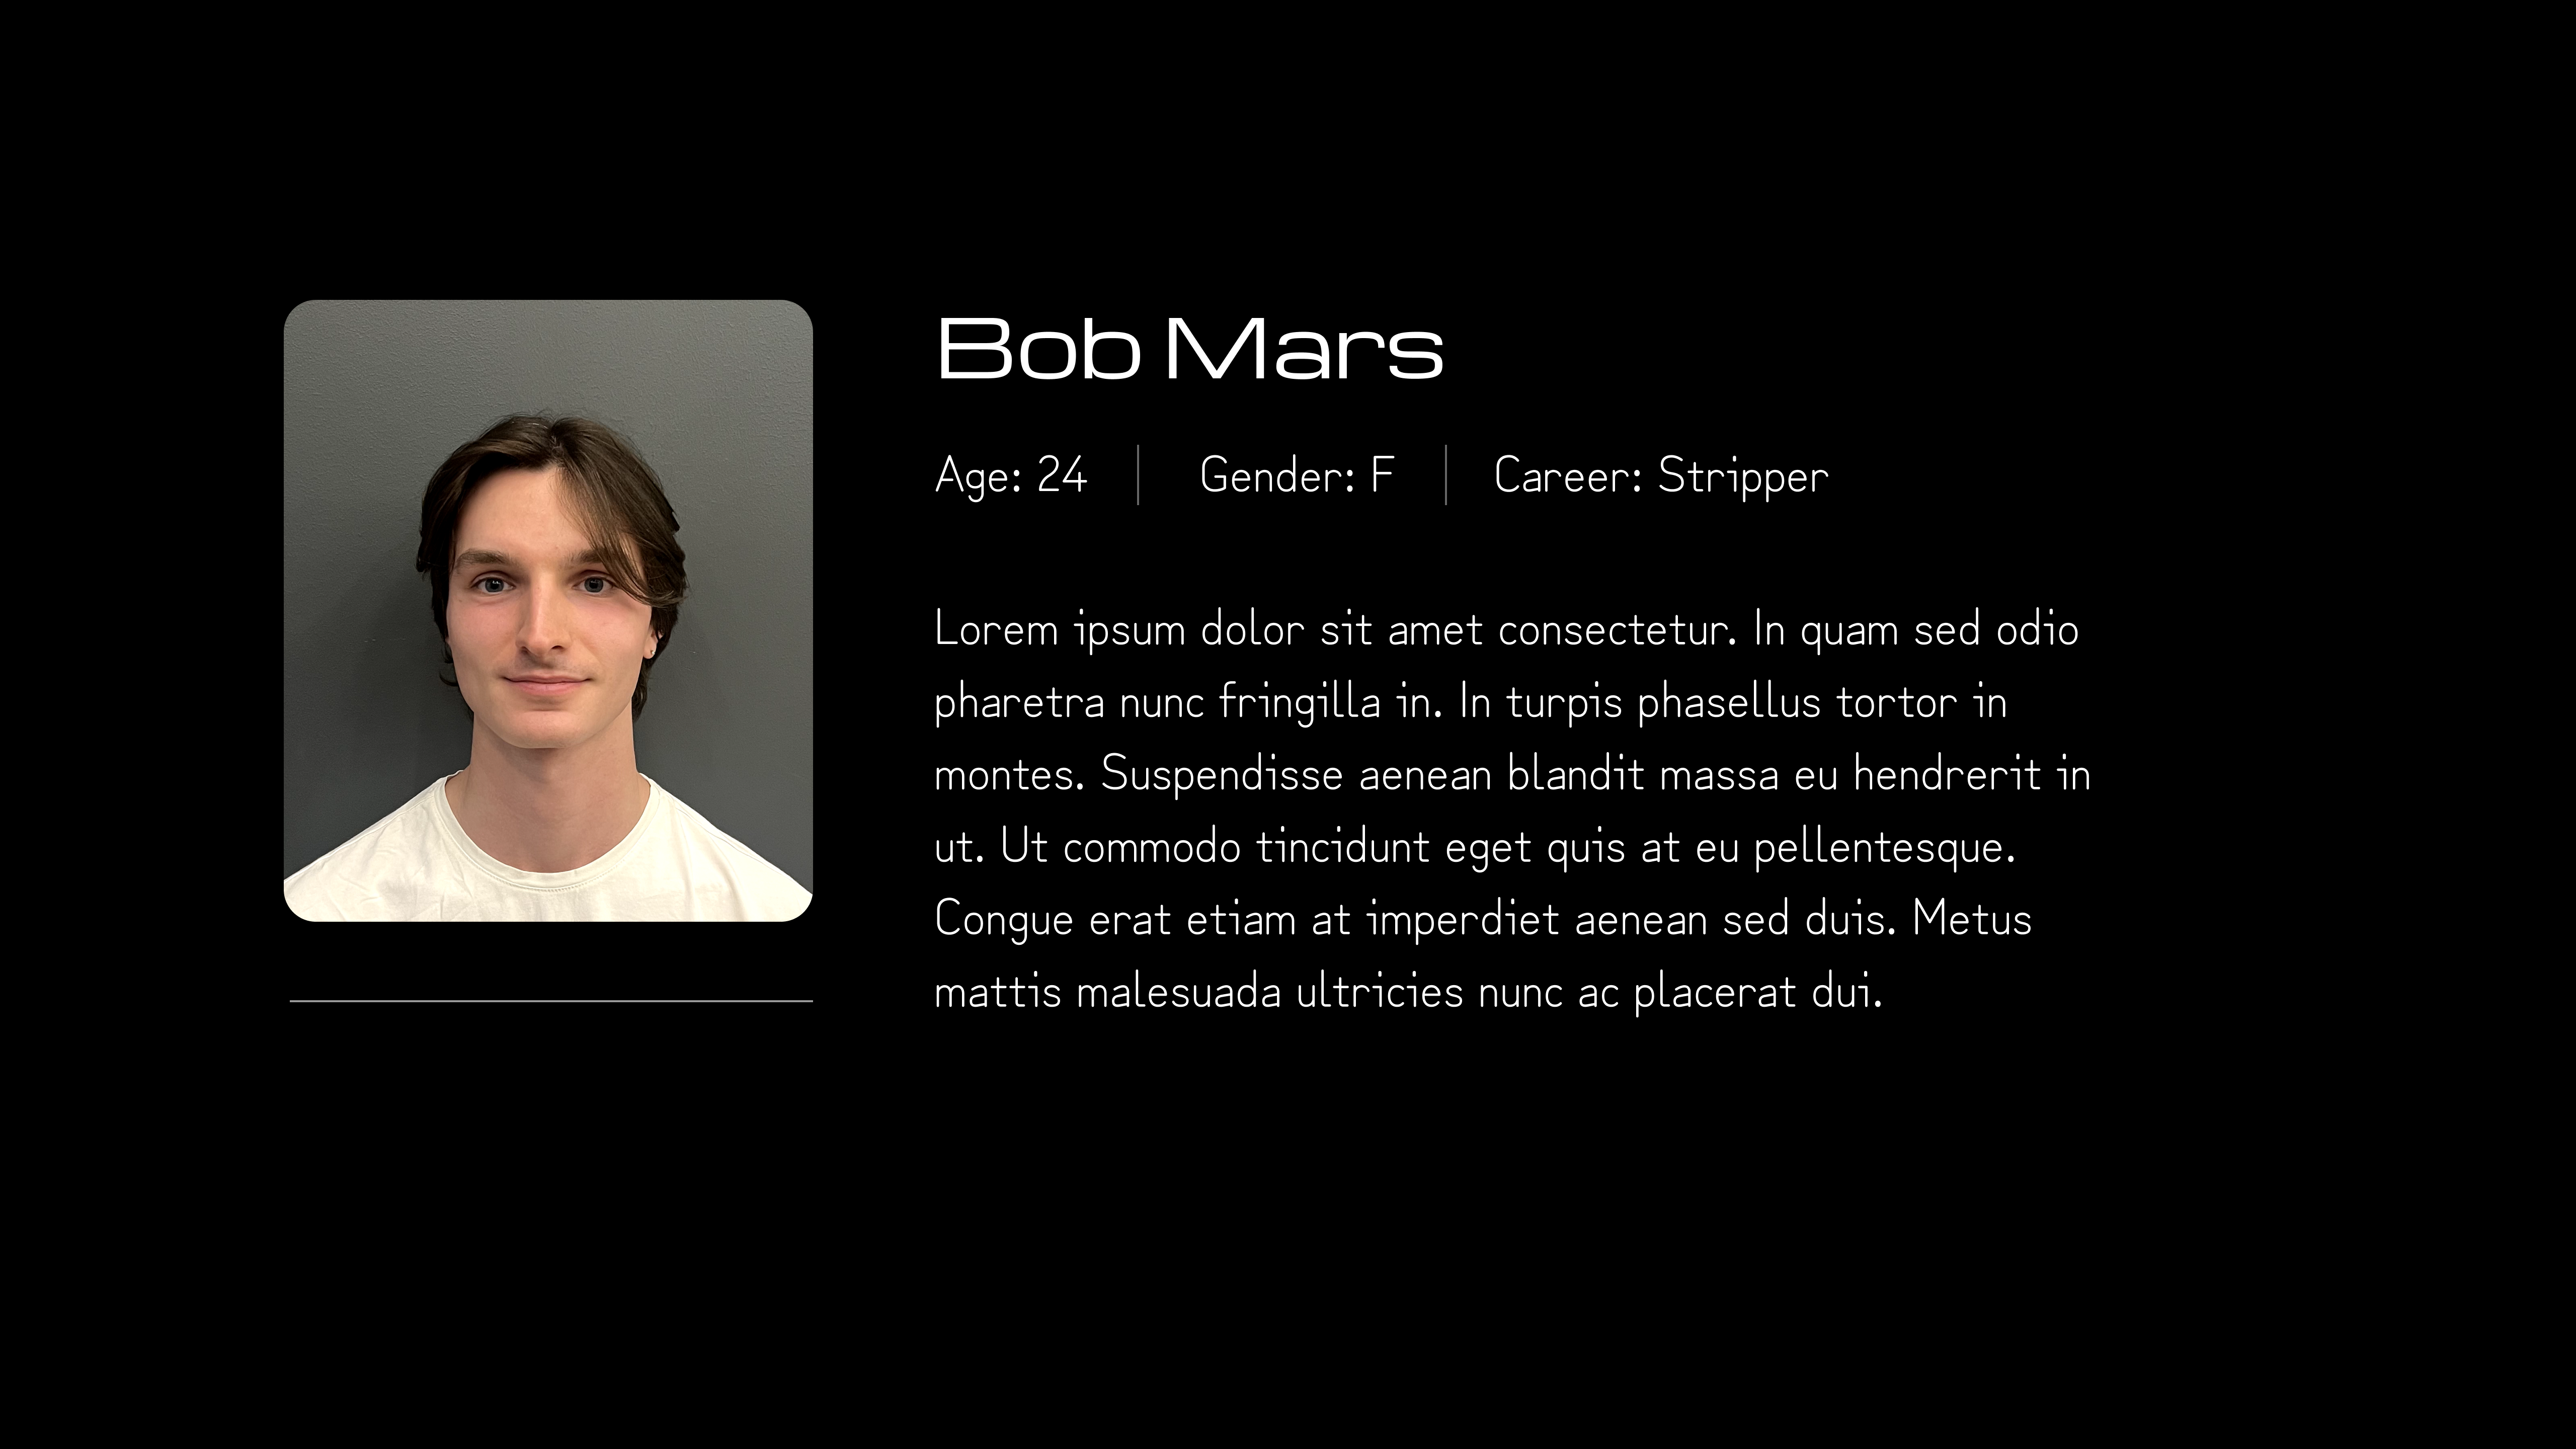 Bob Mars
Age: 24 Gender: F Career: Stripper
Lorem ipsum dolor sit amet consectetur. In quam sed odio
pharetra nunc fringilla in. In turpis phasellus tortor in
montes. Suspendisse aenean blandit massa eu hendrerit in
ut. Ut commodo tincidunt eget quis at eu pellentesque.
Congue erat etiam at imperdiet aenean sed duis. Metus
mattis malesuada ultricies nunc ac placerat dui.